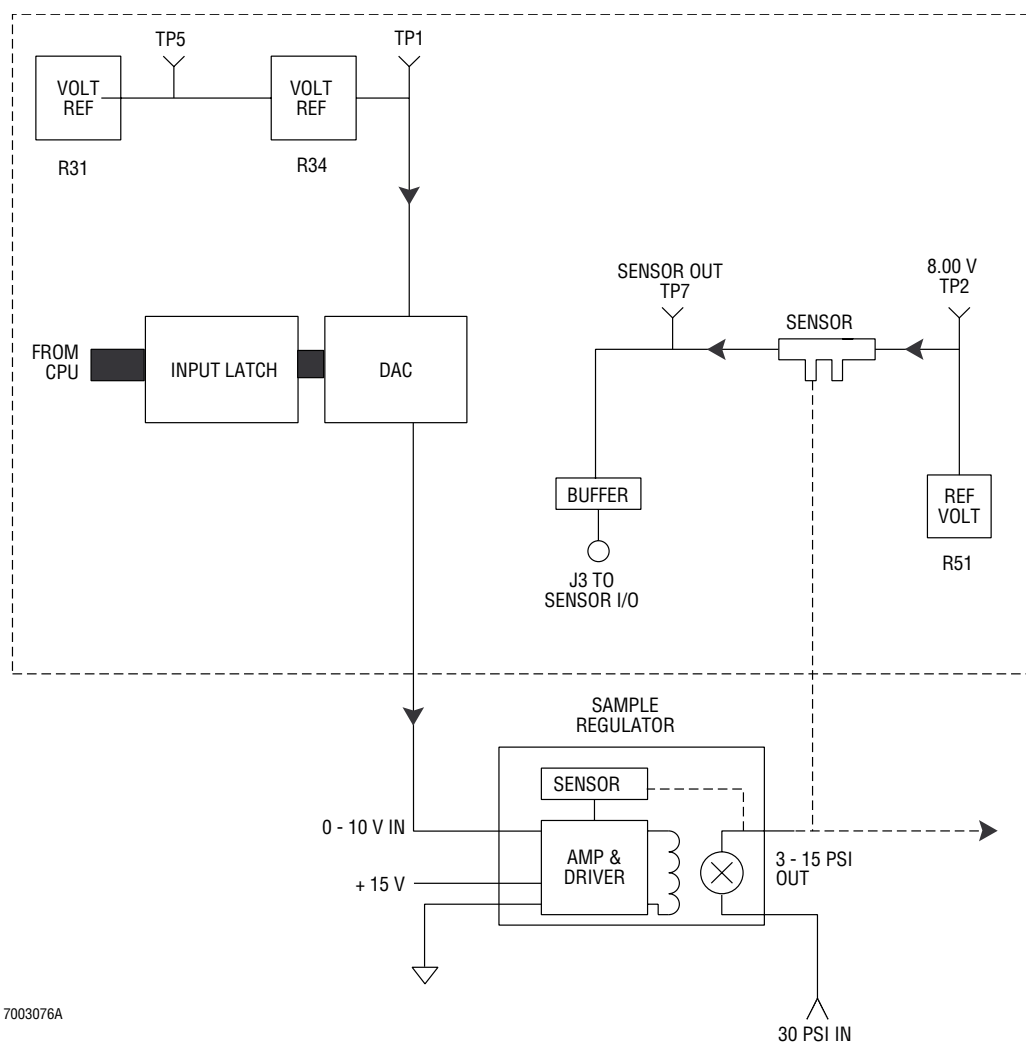 TP5
TP1
VOLT
REF
VOLT
REF
R31
R34
8.00 V
TP2
SENSOR OUT
TP7
SENSOR
FROM
CPU
INPUT LATCH
DAC
BUFFER
REF
VOLT
R51
J3 TO
SENSOR I/O
SAMPLE
REGULATOR
SENSOR
0 - 10 V IN
AMP &
DRIVER
3 - 15 PSI
OUT
+ 15 V
7003076A
30 PSI IN